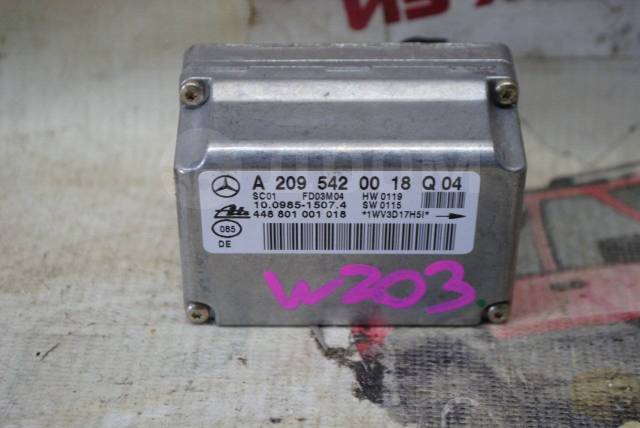 A 209 542 00 18 Q 04
SC01 FD03M04 HW 0119
10.0985-1507.4 SW 0115
Ate 448 801 001 018 *1WV3D17H5I*
085
DE
W203